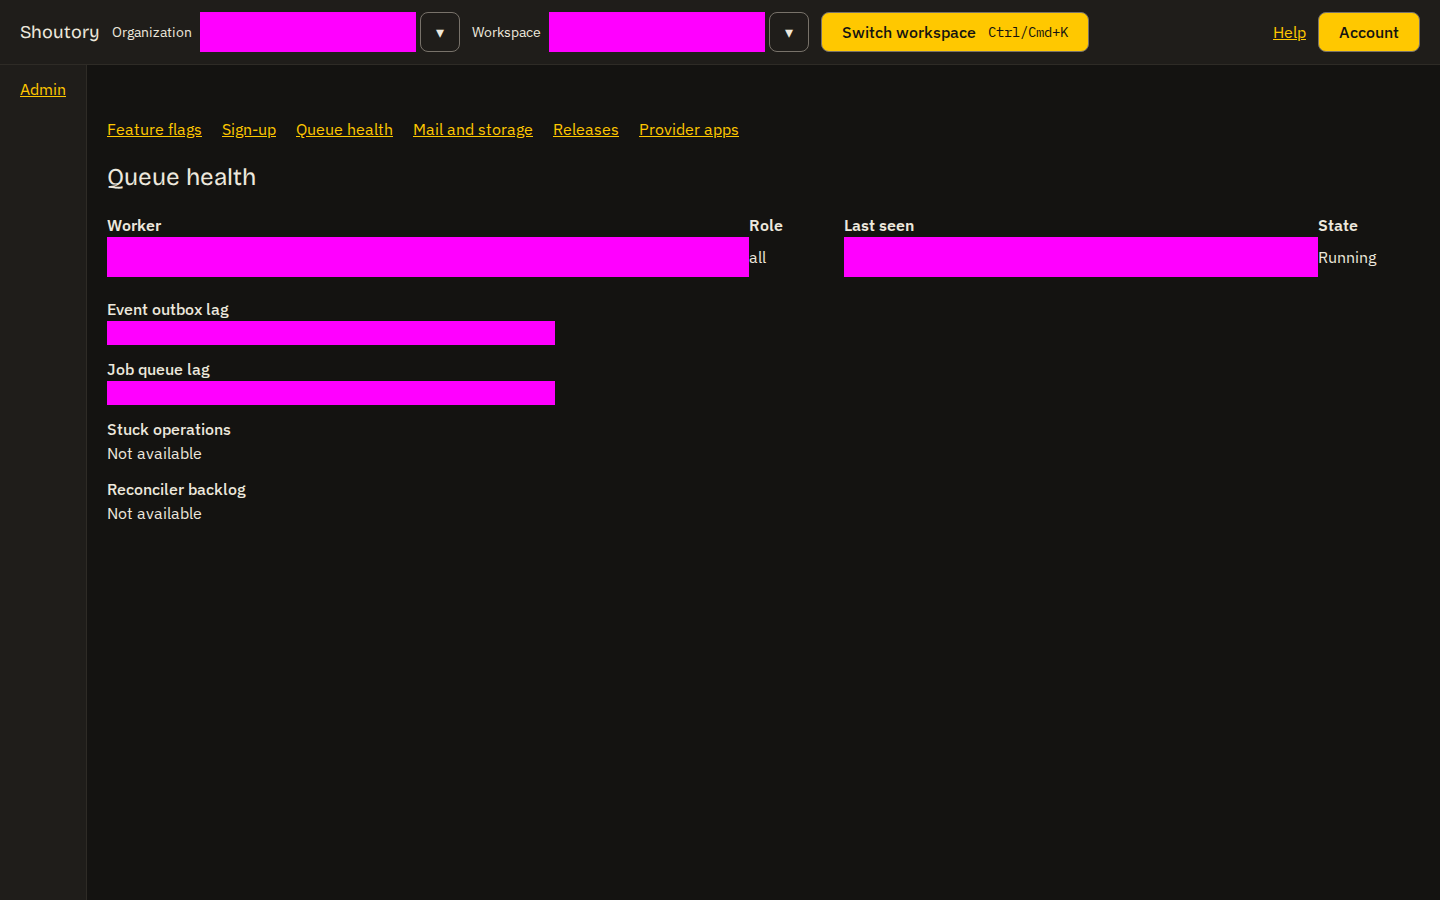 Shoutory Organization ▼ Workspace ▼ Switch workspace Ctrl/Cmd+K Help Account
Admin
Feature flags Sign-up Queue health Mail and storage Releases Provider apps
Queue health
Worker Role Last seen State
all Running
Event outbox lag
Job queue lag
Stuck operations
Not available
Reconciler backlog
Not available